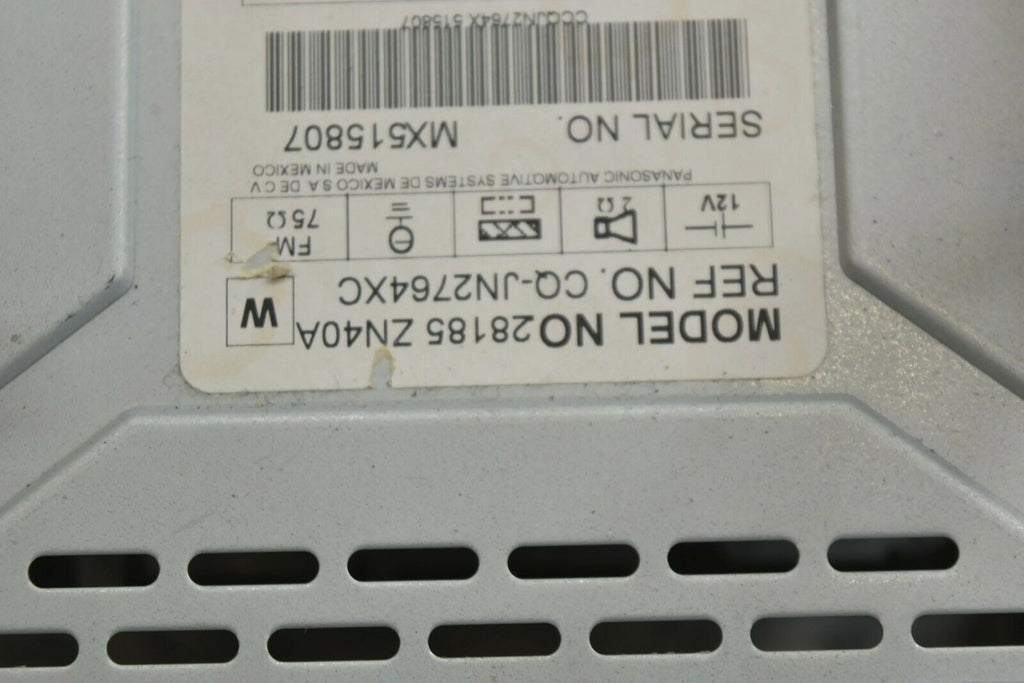 MODEL NO 28185 ZN40A W
REF NO. CQ-JN2764XC
12V 2Ω FM 75Ω
PANASONIC AUTOMOTIVE SYSTEMS DE MEXICO S.A. DE C.V
MADE IN MEXICO
SERIAL NO. MX515807
CCQJN2764X 515807